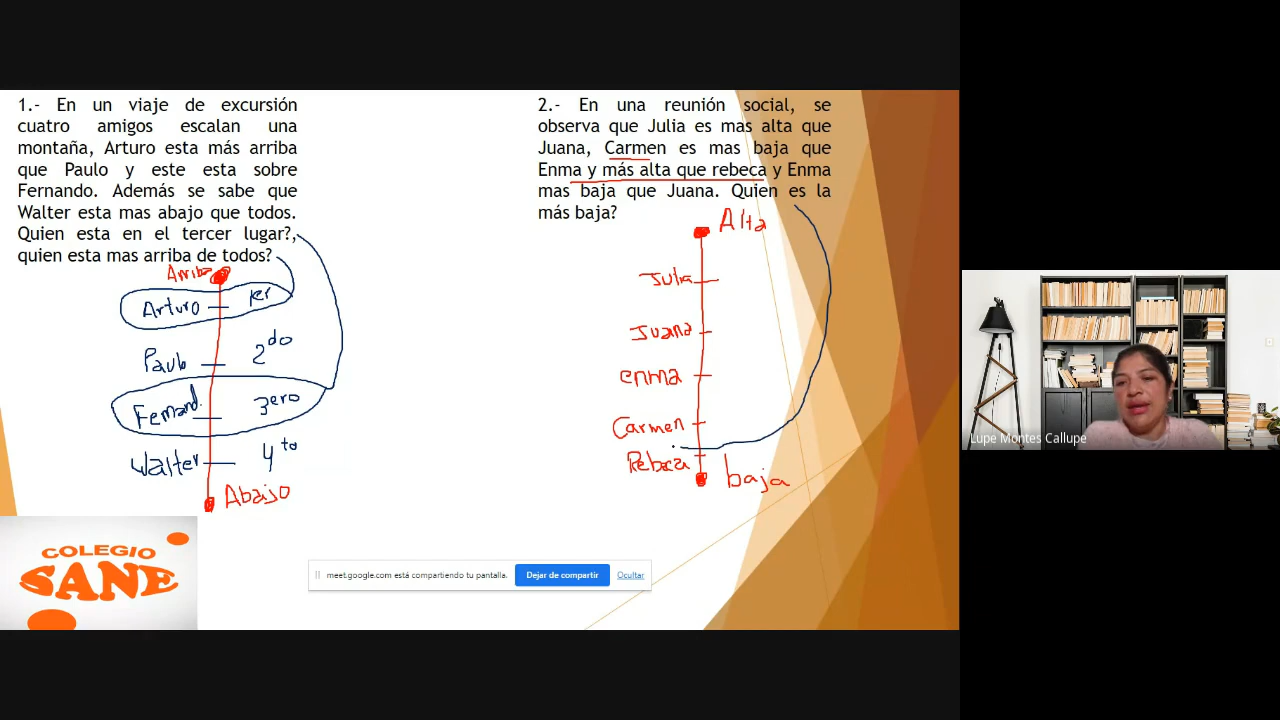 1.- En un viaje de excursión
cuatro amigos escalan una
montaña, Arturo esta más arriba
que Paulo y este esta sobre
Fernando. Además se sabe que
Walter esta mas abajo que todos.
Quien esta en el tercer lugar?,
quien esta mas arriba de todos?
Arriba
Arturo 1er
Paulo 2do
Fernand. 3ero
Walter 4to
Abajo
COLEGIO
SANE
2.- En una reunión social, se
observa que Julia es mas alta que
Juana, Carmen es mas baja que
Enma y más alta que rebeca y Enma
mas baja que Juana. Quien es la
más baja?
Alta
Julia
Juana
enma
Carmen
Rebeca
baja
meet.google.com está compartiendo tu pantalla. Dejar de compartir Ocultar
Lupe Montes Callupe